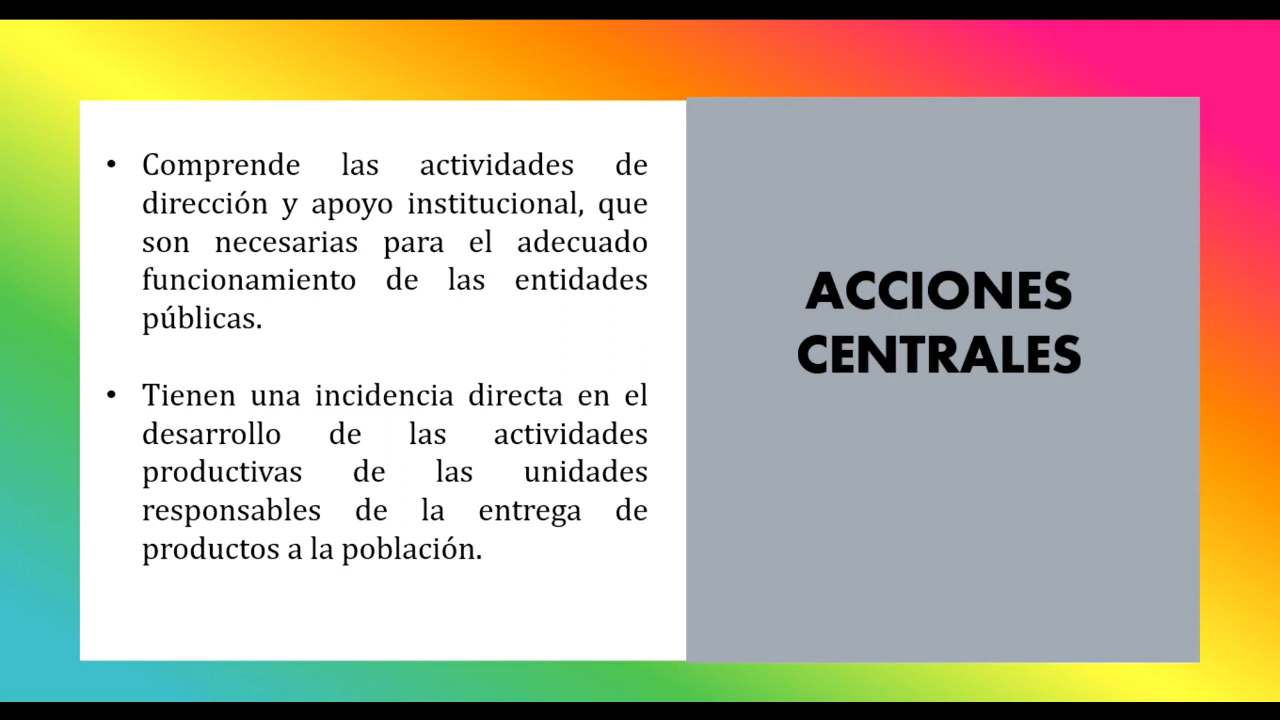 • Comprende las actividades de
dirección y apoyo institucional, que
son necesarias para el adecuado
funcionamiento de las entidades
públicas.
• Tienen una incidencia directa en el
desarrollo de las actividades
productivas de las unidades
responsables de la entrega de
productos a la población.
ACCIONES
CENTRALES